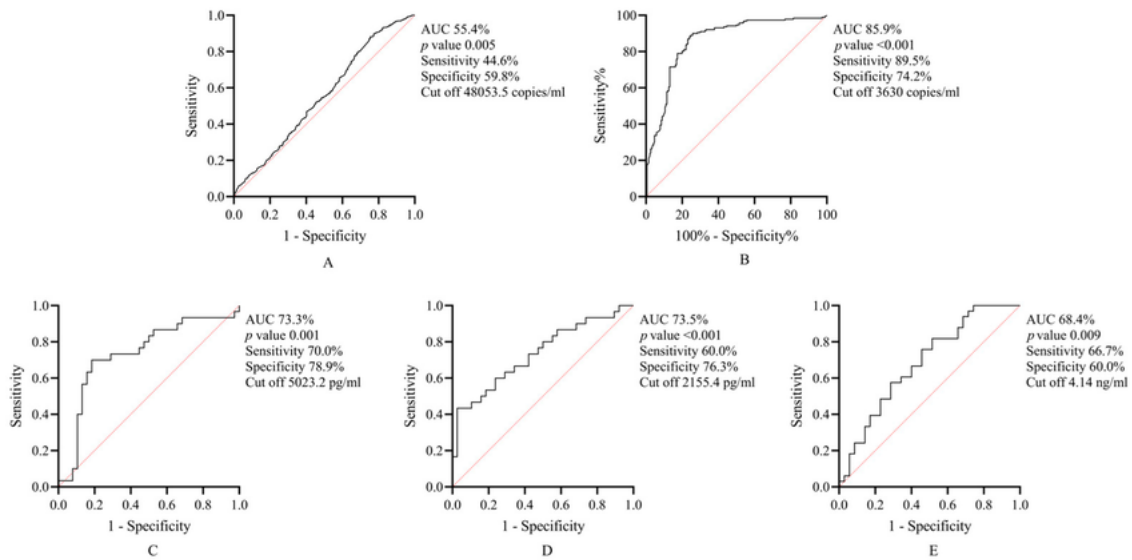 AUC 55.4%
p value 0.005
Sensitivity 44.6%
Specificity 59.8%
Cut off 48053.5 copies/ml
Sensitivity
1.0
0.8
0.6
0.4
0.2
0.0
0.0 0.2 0.4 0.6 0.8 1.0
1 - Specificity
A
AUC 85.9%
p value <0.001
Sensitivity 89.5%
Specificity 74.2%
Cut off 3630 copies/ml
Sensitivity%
100
80
60
40
20
0
0 20 40 60 80 100
100% - Specificity%
B
AUC 73.3%
p value 0.001
Sensitivity 70.0%
Specificity 78.9%
Cut off 5023.2 pg/ml
Sensitivity
1.0
0.8
0.6
0.4
0.2
0.0
0.0 0.2 0.4 0.6 0.8 1.0
1 - Specificity
C
AUC 73.5%
p value <0.001
Sensitivity 60.0%
Specificity 76.3%
Cut off 2155.4 pg/ml
Sensitivity
1.0
0.8
0.6
0.4
0.2
0.0
0.0 0.2 0.4 0.6 0.8 1.0
1 - Specificity
D
AUC 68.4%
p value 0.009
Sensitivity 66.7%
Specificity 60.0%
Cut off 4.14 ng/ml
Sensitivity
1.0
0.8
0.6
0.4
0.2
0.0
0.0 0.2 0.4 0.6 0.8 1.0
1 - Specificity
E